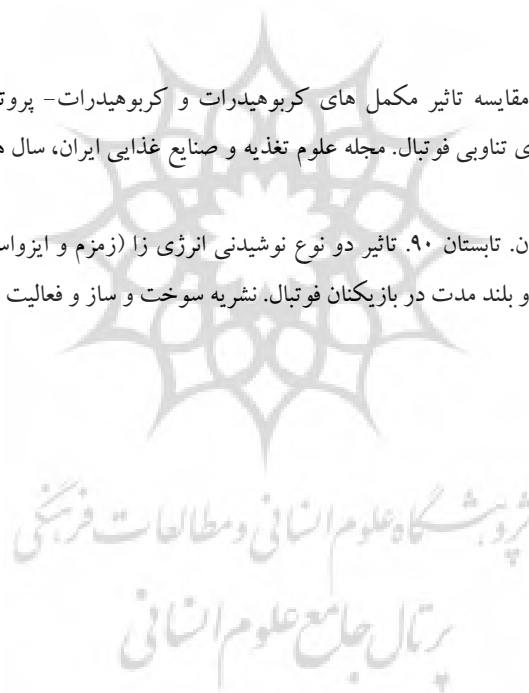 مقایسه تاثیر مکمل های کربوهیدرات و کربوهیدرات- پروت
ی تناوبی فوتبال. مجله علوم تغذیه و صنایع غذایی ایران، سال ه
ن. تابستان ۹۰. تاثیر دو نوع نوشیدنی انرژی زا (زمزم و ایزواس
و بلند مدت در بازیکنان فوتبال. نشریه سوخت و ساز و فعالیت
پژوهشگاه علوم انسانی و مطالعات فرهنگی
پرتال جامع علوم انسانی